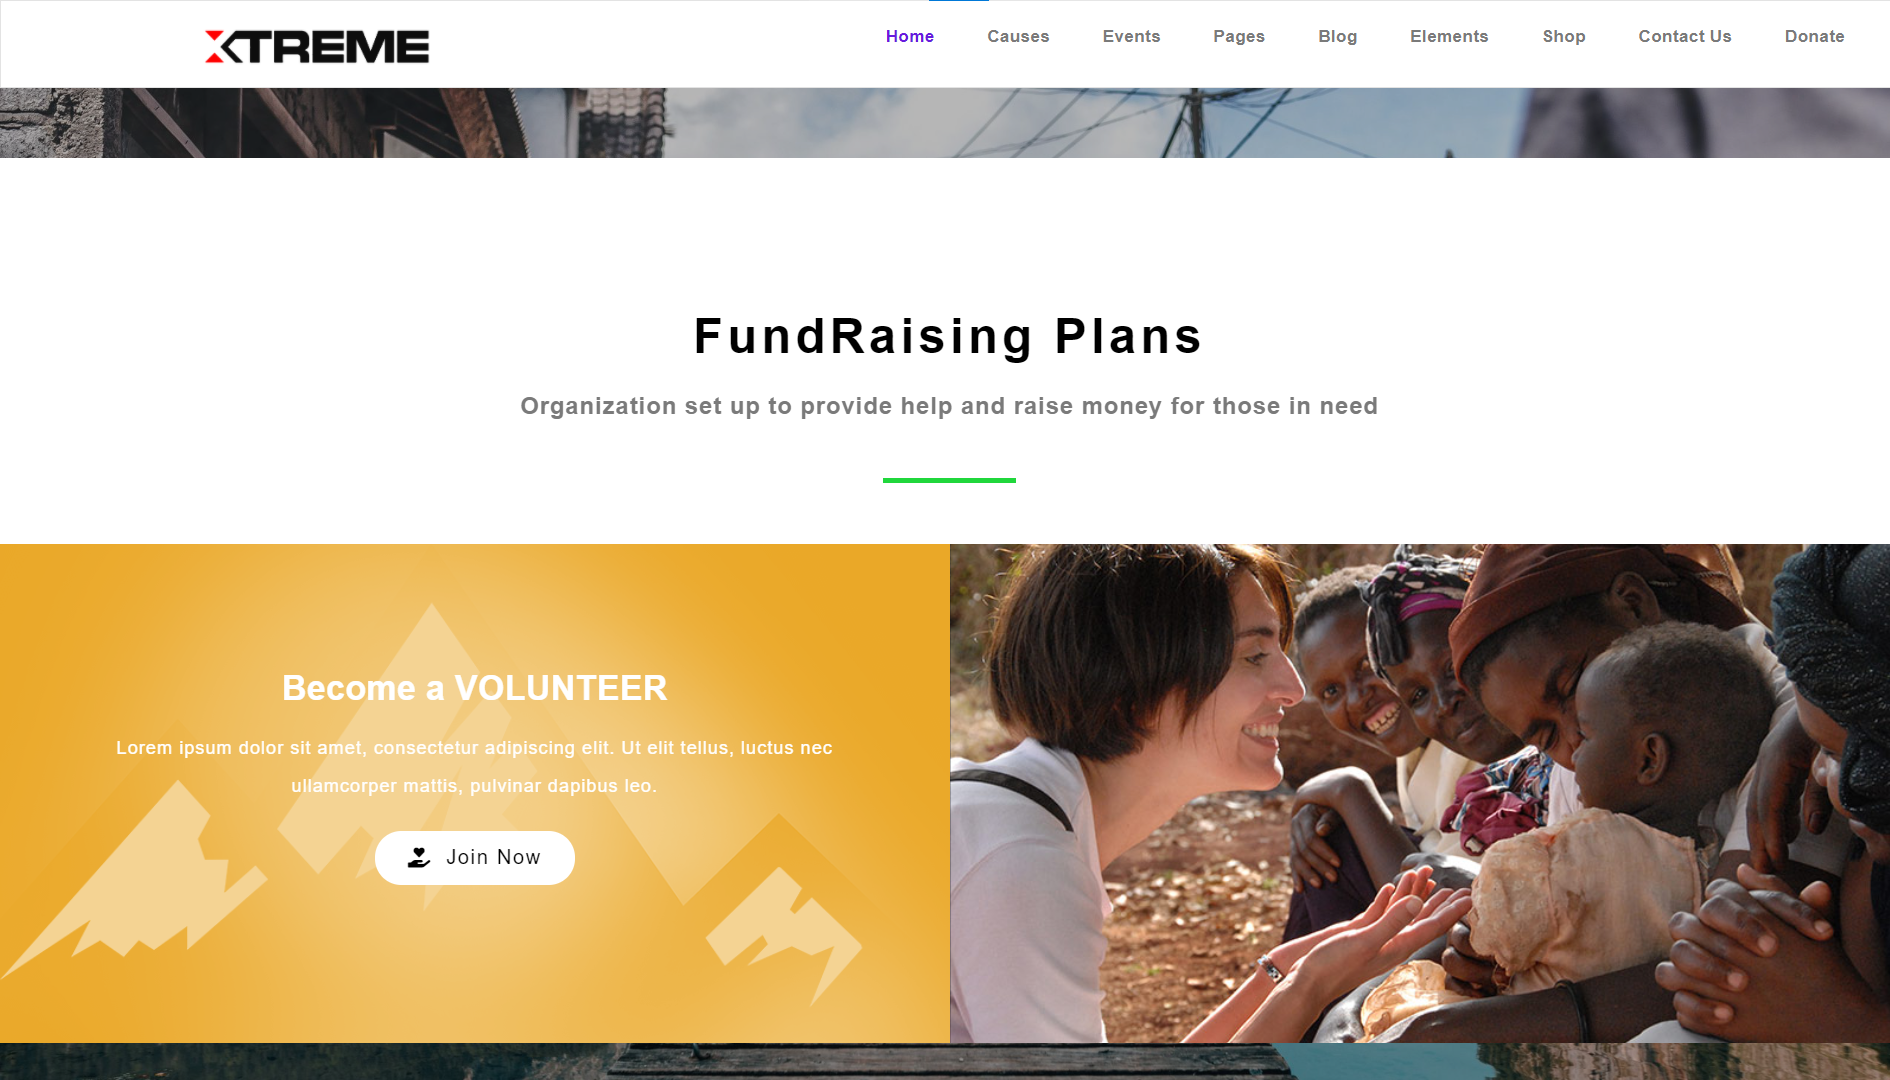 XTREME
Home Causes Events Pages Blog Elements Shop Contact Us Donate
FundRaising Plans
Organization set up to provide help and raise money for those in need
Become a VOLUNTEER
Lorem ipsum dolor sit amet, consectetur adipiscing elit. Ut elit tellus, luctus nec
ullamcorper mattis, pulvinar dapibus leo.
Join Now